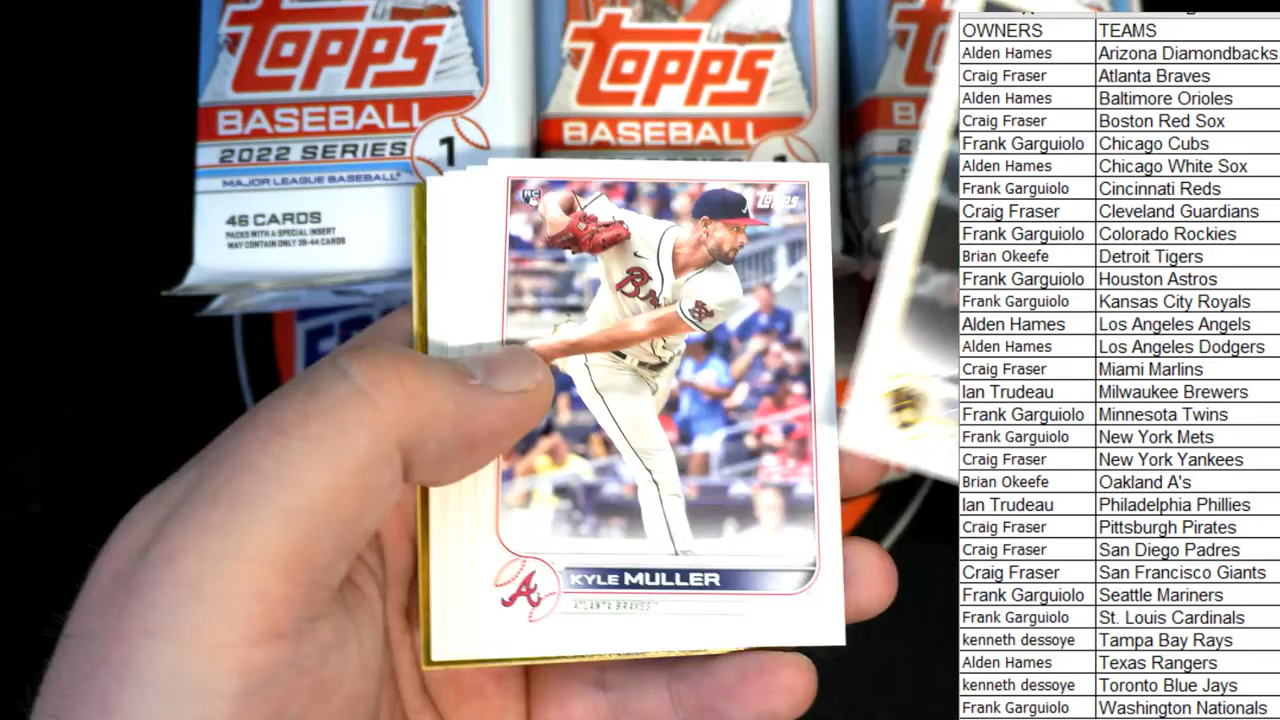 TOPPS
BASEBALL
2022 SERIES 1
MAJOR LEAGUE BASEBALL
46 CARDS
PACKS WITH A SPECIAL INSERT
MAY CONTAIN ONLY 39-44 CARDS
TOPPS
BASEBALL
1
RC
TOPPS
KYLE MULLER
ATLANTA BRAVES
OWNERS TEAMS
Alden Hames Arizona Diamondbacks
Craig Fraser Atlanta Braves
Alden Hames Baltimore Orioles
Craig Fraser Boston Red Sox
Frank Garguiolo Chicago Cubs
Alden Hames Chicago White Sox
Frank Garguiolo Cincinnati Reds
Craig Fraser Cleveland Guardians
Frank Garguiolo Colorado Rockies
Brian Okeefe Detroit Tigers
Frank Garguiolo Houston Astros
Frank Garguiolo Kansas City Royals
Alden Hames Los Angeles Angels
Alden Hames Los Angeles Dodgers
Craig Fraser Miami Marlins
Ian Trudeau Milwaukee Brewers
Frank Garguiolo Minnesota Twins
Frank Garguiolo New York Mets
Craig Fraser New York Yankees
Brian Okeefe Oakland A's
Ian Trudeau Philadelphia Phillies
Craig Fraser Pittsburgh Pirates
Craig Fraser San Diego Padres
Craig Fraser San Francisco Giants
Frank Garguiolo Seattle Mariners
Frank Garguiolo St. Louis Cardinals
kenneth dessoye Tampa Bay Rays
Alden Hames Texas Rangers
kenneth dessoye Toronto Blue Jays
Frank Garguiolo Washington Nationals